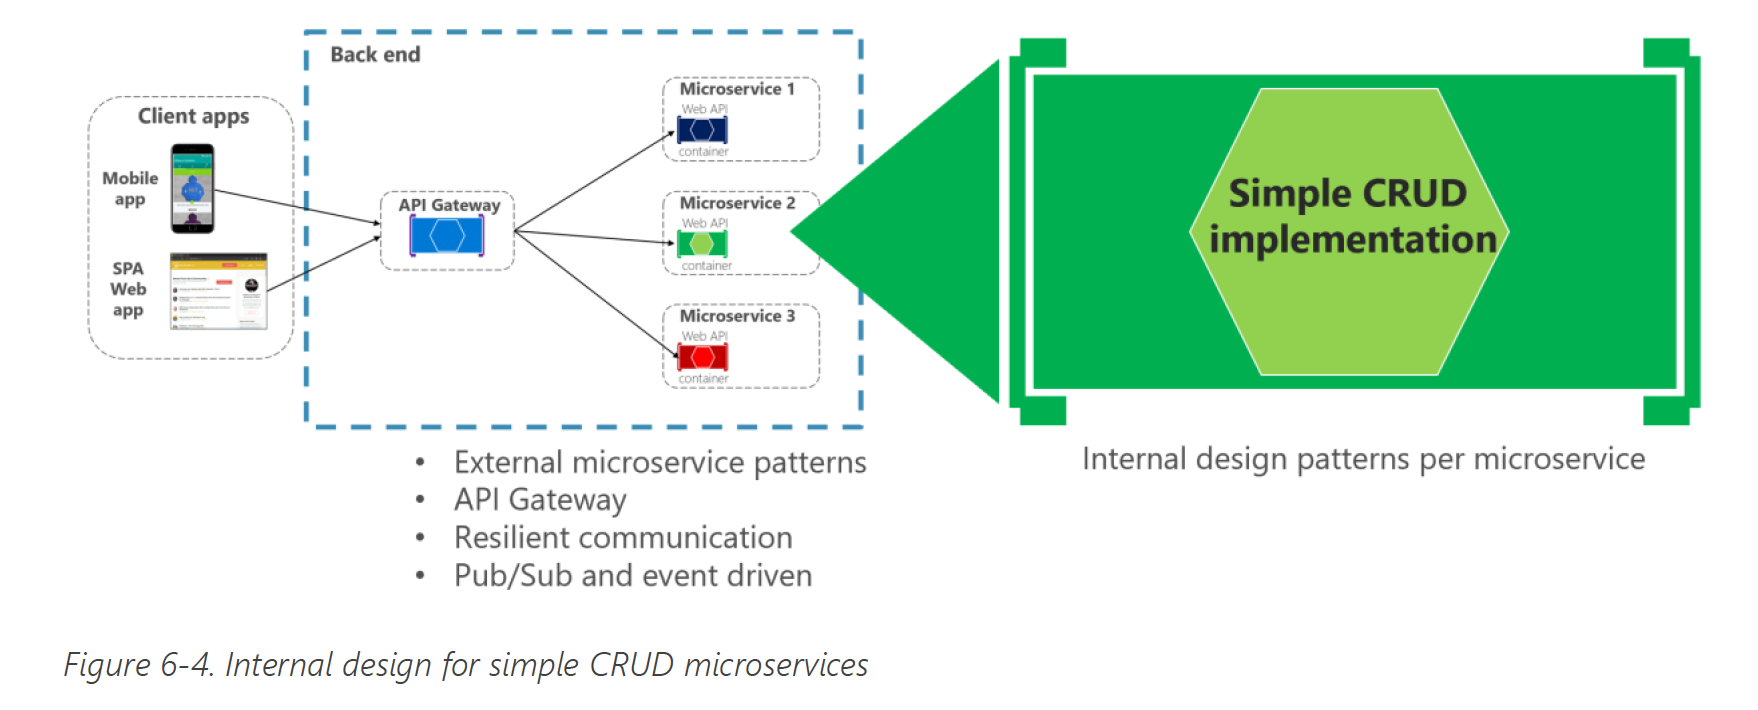 Back end
Client apps
Mobile
app
SPA
Web
app
API Gateway
Microservice 1
Web API
container
Microservice 2
Web API
container
Microservice 3
Web API
container
• External microservice patterns
• API Gateway
• Resilient communication
• Pub/Sub and event driven
Simple CRUD
implementation
Internal design patterns per microservice
Figure 6-4. Internal design for simple CRUD microservices